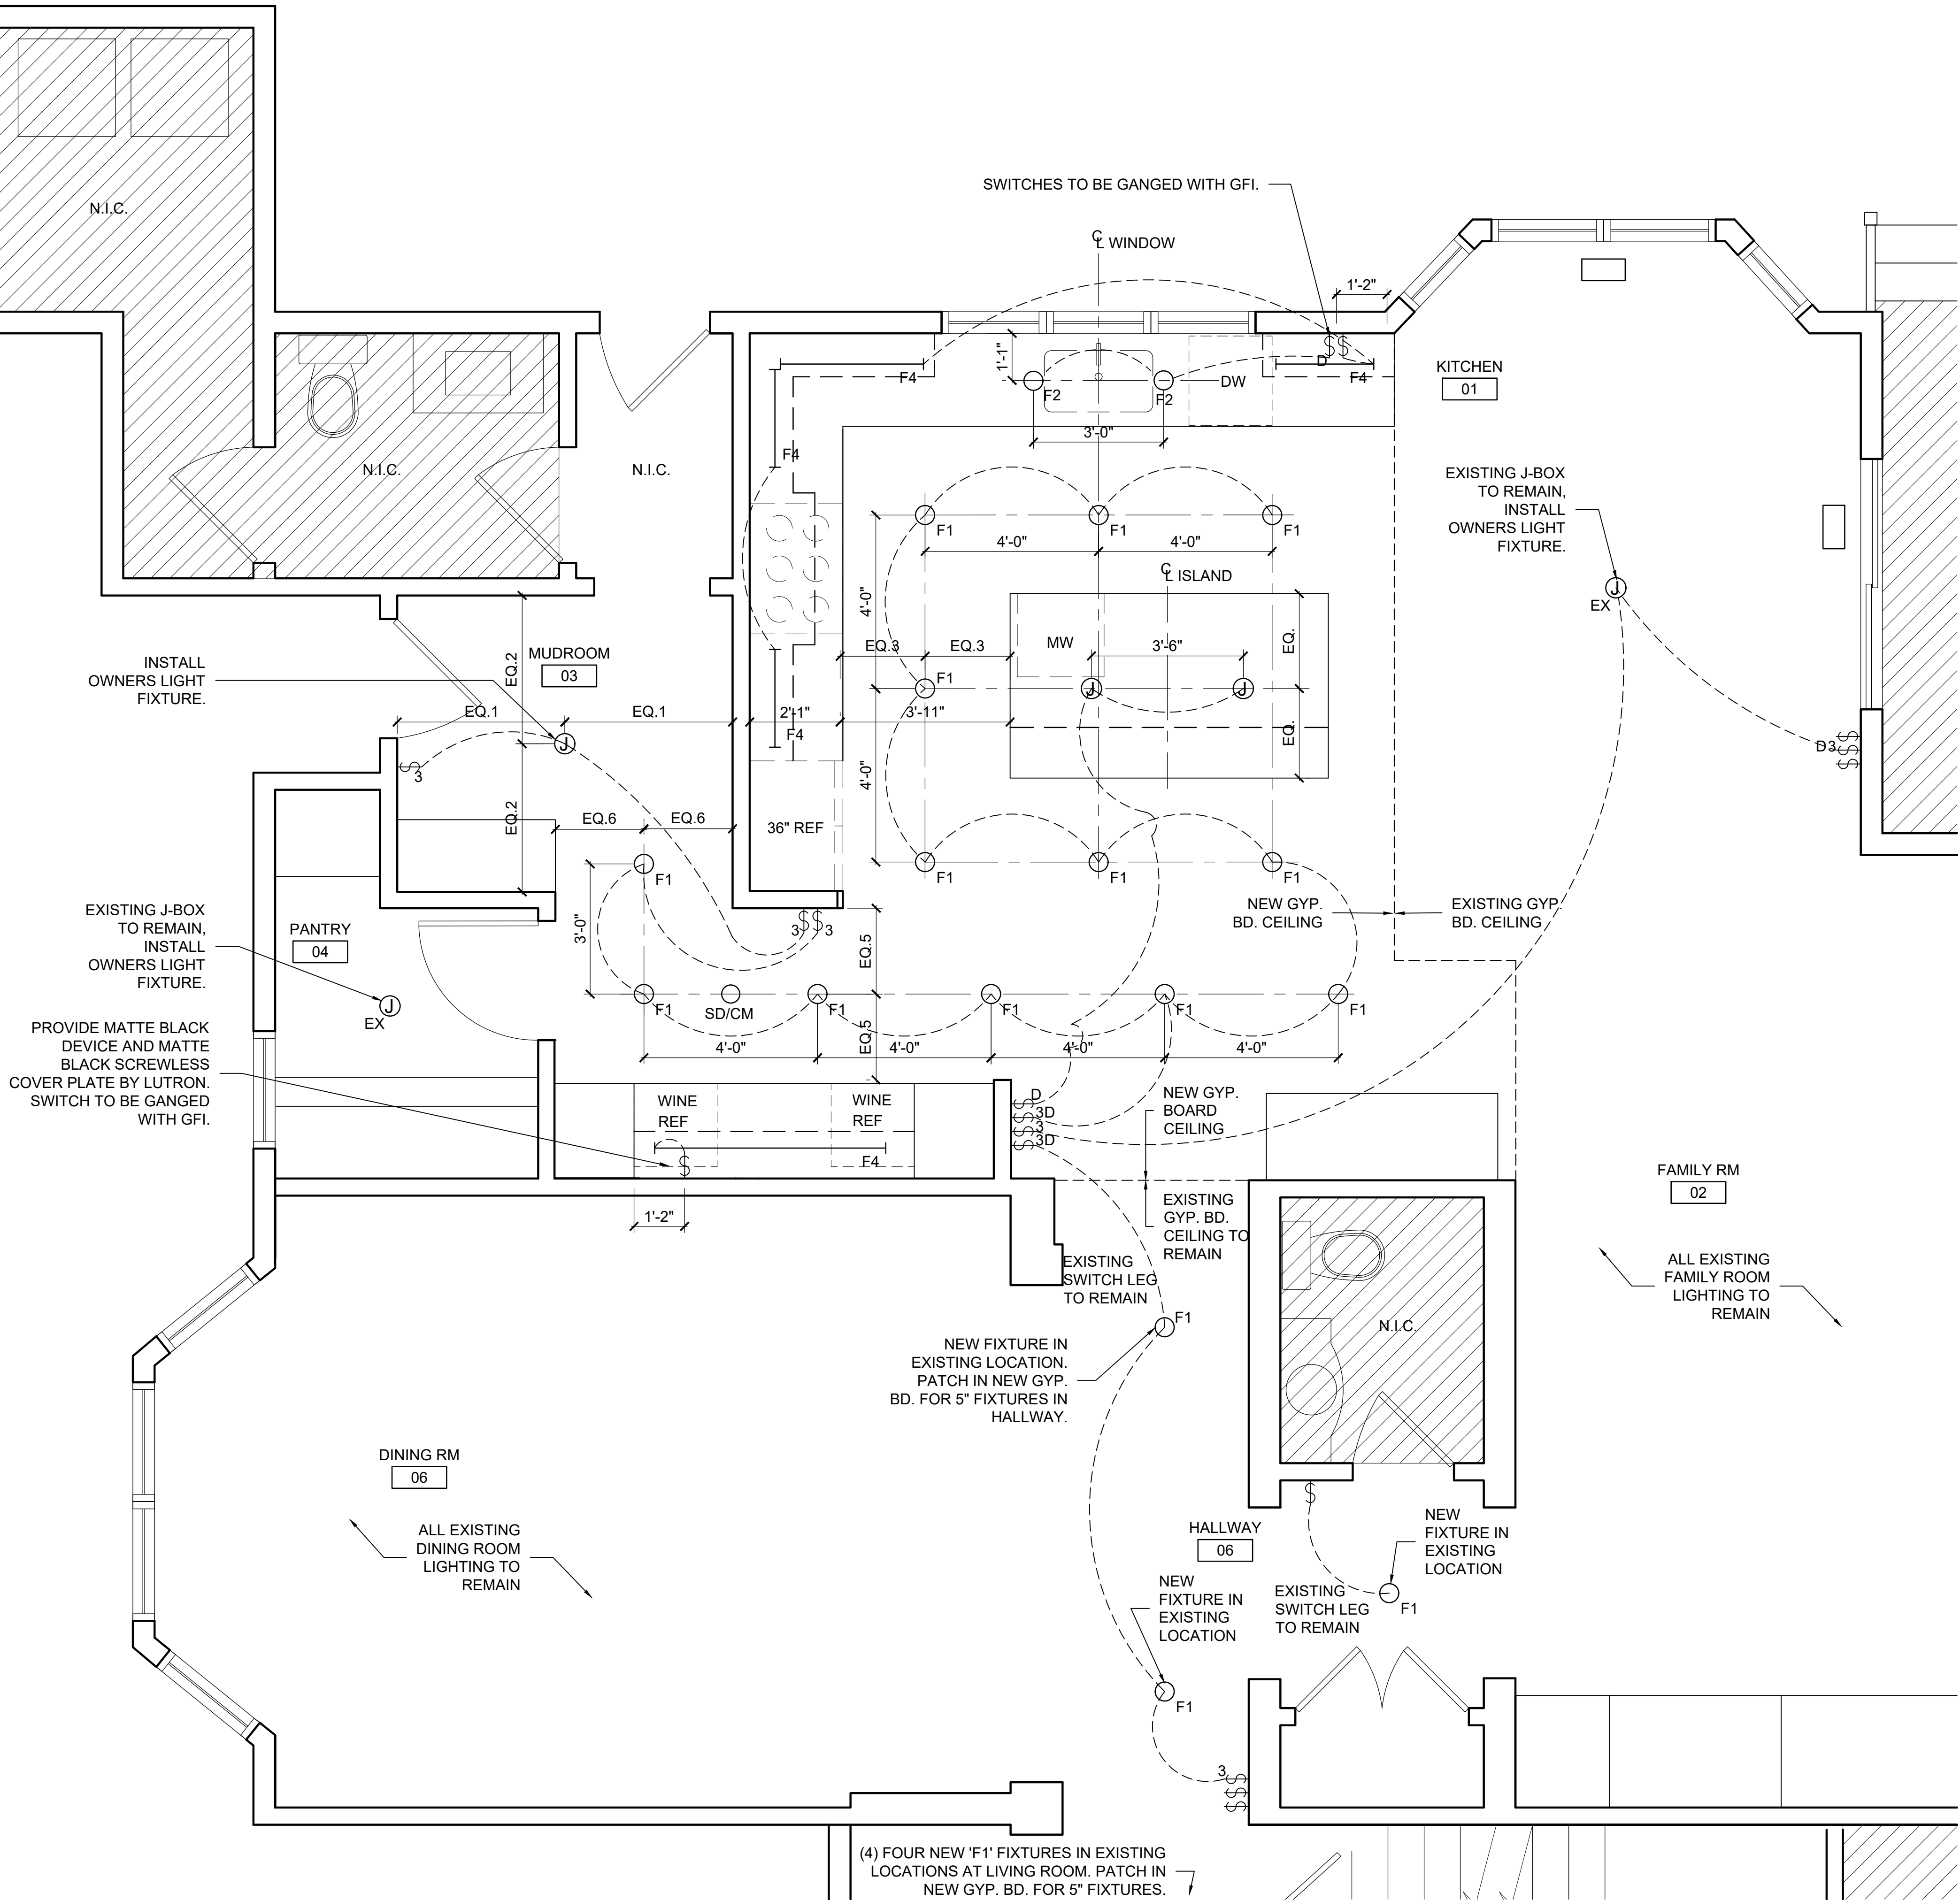 N.I.C.
SWITCHES TO BE GANGED WITH GFI.
℄ WINDOW
1'-2"
1'-1"
F4
F2
F2
DW
D
F4
3'-0"
KITCHEN
01
N.I.C.
N.I.C.
F4
EXISTING J-BOX
TO REMAIN,
INSTALL
OWNERS LIGHT
FIXTURE.
J
EX
F1
F1
F1
4'-0"
4'-0"
℄ ISLAND
4'-0"
EQ.3
EQ.3
MW
3'-6"
EQ.
INSTALL
OWNERS LIGHT
FIXTURE.
EQ.2
MUDROOM
03
F1
J
J
EQ.1
EQ.1
2'-1"
3'-11"
F4
EQ.
J
3
D3
$$$
4'-0"
EQ.2
EQ.6
EQ.6
36" REF
F1
F1
F1
F1
EXISTING J-BOX
TO REMAIN,
INSTALL
OWNERS LIGHT
FIXTURE.
PANTRY
04
J
EX
3'-0"
3$$3
EQ.5
NEW GYP.
BD. CEILING
EXISTING GYP.
BD. CEILING
F1
SD/CM
F1
F1
F1
F1
4'-0"
4'-0"
4'-0"
4'-0"
EQ.5
PROVIDE MATTE BLACK
DEVICE AND MATTE
BLACK SCREWLESS
COVER PLATE BY LUTRON.
SWITCH TO BE GANGED
WITH GFI.
WINE
REF
WINE
REF
F4
$
D
3D
3
3D
NEW GYP.
BOARD
CEILING
1'-2"
EXISTING
GYP. BD.
CEILING TO
REMAIN
FAMILY RM
02
EXISTING
SWITCH LEG
TO REMAIN
ALL EXISTING
FAMILY ROOM
LIGHTING TO
REMAIN
F1
N.I.C.
NEW FIXTURE IN
EXISTING LOCATION.
PATCH IN NEW GYP.
BD. FOR 5" FIXTURES IN
HALLWAY.
DINING RM
06
ALL EXISTING
DINING ROOM
LIGHTING TO
REMAIN
$
HALLWAY
06
NEW
FIXTURE IN
EXISTING
LOCATION
NEW
FIXTURE IN
EXISTING
LOCATION
EXISTING
SWITCH LEG
TO REMAIN
F1
F1
3
$$$
(4) FOUR NEW 'F1' FIXTURES IN EXISTING
LOCATIONS AT LIVING ROOM. PATCH IN
NEW GYP. BD. FOR 5" FIXTURES.